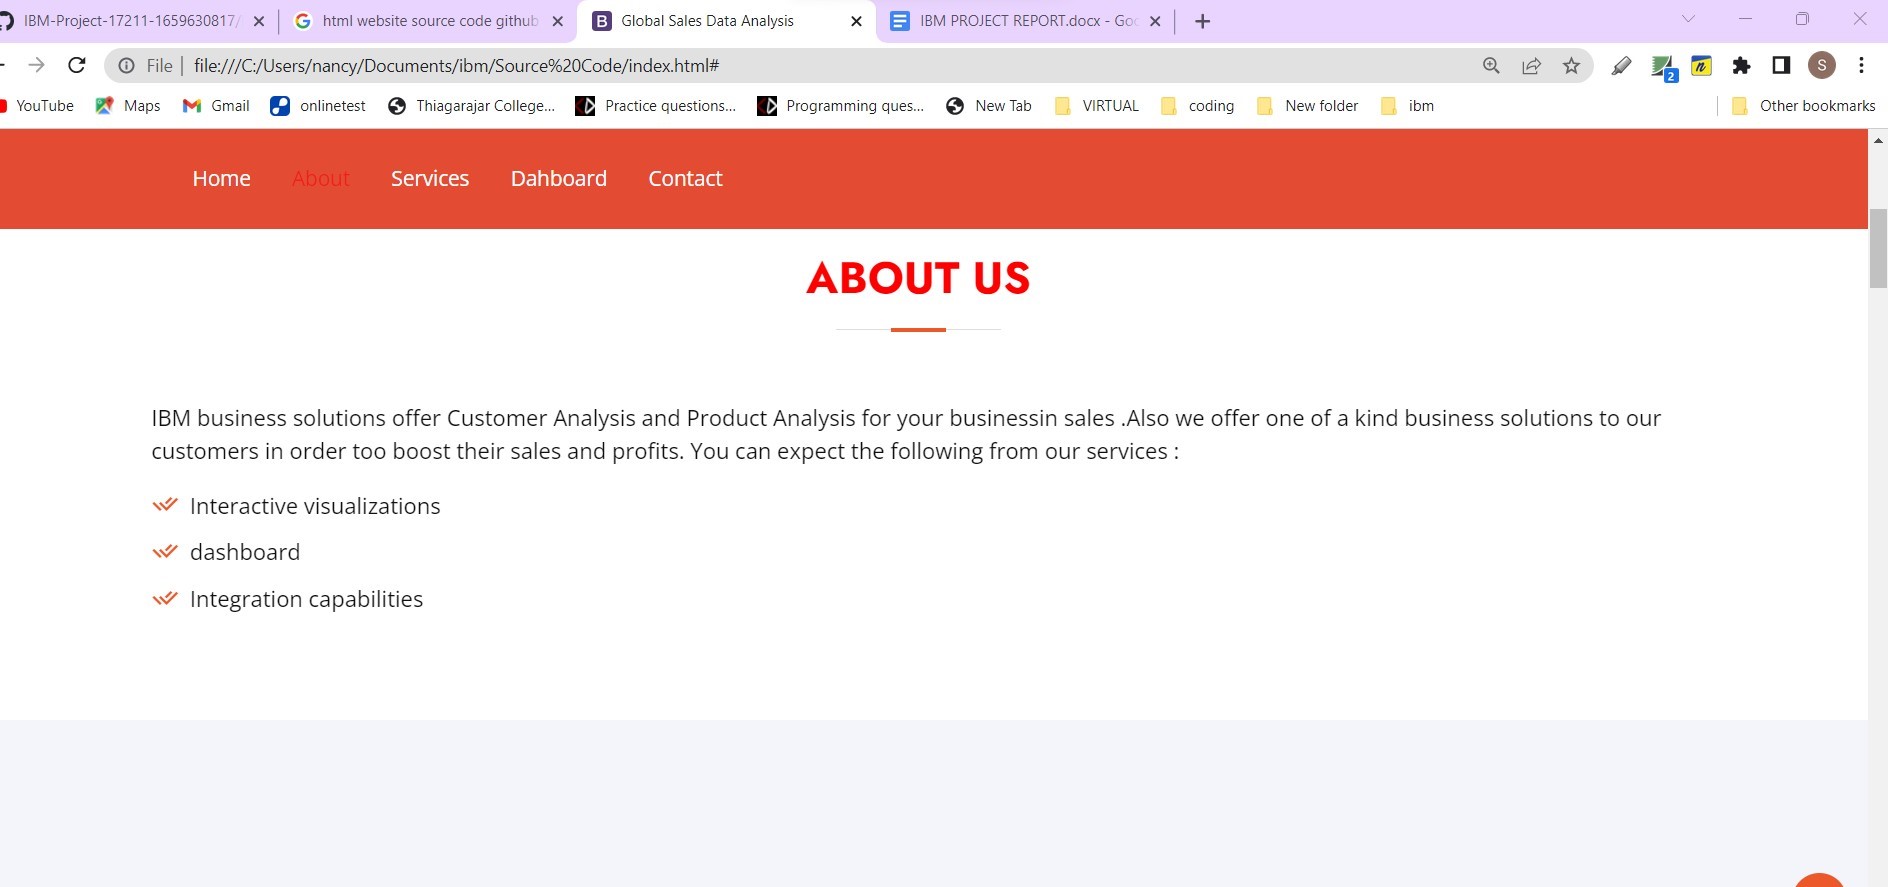 IBM-Project-17211-1659630817/ html website source code github Global Sales Data Analysis IBM PROJECT REPORT.docx - Goo
File file:///C:/Users/nancy/Documents/ibm/Source%20Code/index.html# 2 n S
YouTube Maps Gmail onlinetest Thiagarajar College... Practice questions... Programming ques... New Tab VIRTUAL coding New folder ibm Other bookmarks
Home About Services Dahboard Contact
ABOUT US
IBM business solutions offer Customer Analysis and Product Analysis for your businessin sales .Also we offer one of a kind business solutions to our
customers in order too boost their sales and profits. You can expect the following from our services :
Interactive visualizations
dashboard
Integration capabilities